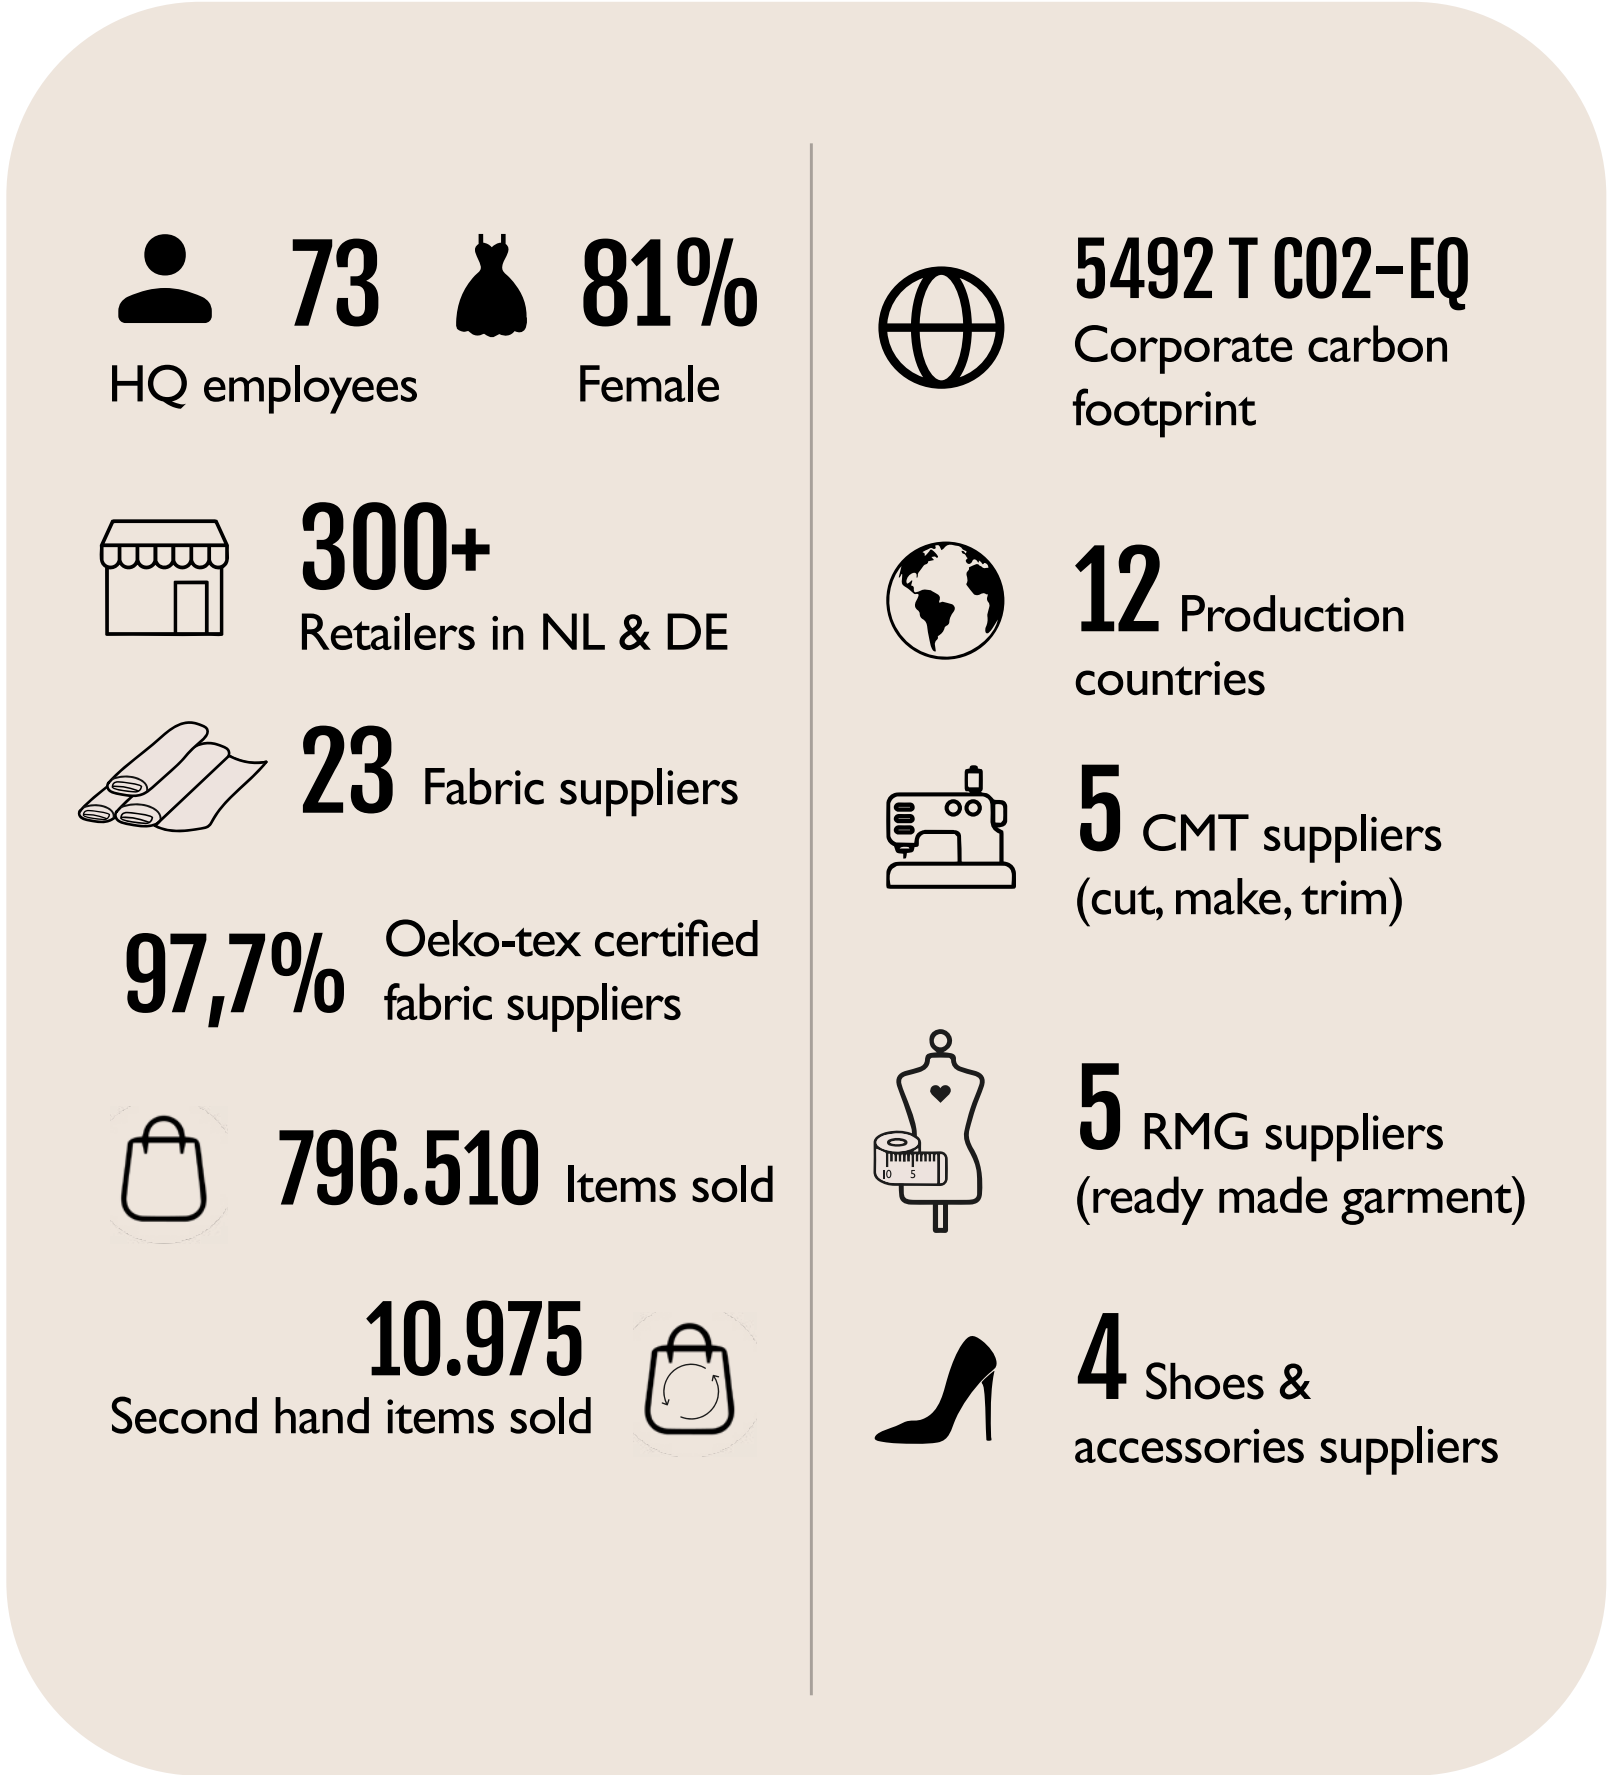 73
81%
HQ employees
Female
300+
Retailers in NL & DE
23 Fabric suppliers
97,7% Oeko-tex certified
fabric suppliers
796.510 Items sold
10.975
Second hand items sold
5492 T CO2-EQ
Corporate carbon
footprint
12 Production
countries
5 CMT suppliers
(cut, make, trim)
10 5
5 RMG suppliers
(ready made garment)
4 Shoes &
accessories suppliers